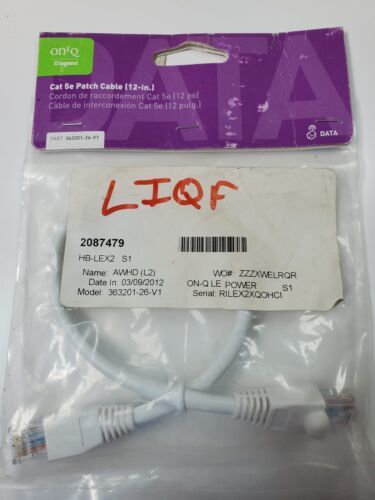 on Q
legrand
DATA
Cat 5e Patch Cable (12-in.)
Cordon de raccordement Cat 5e (12 po)
Cable de interconexión Cat 5e (12 pulg.)
PART 363201-26-V1
DATA
LIQF
2087479
HB-LEX2 S1
Name: AWHD (L2) WO#: ZZZXWELRQR
Date In: 03/09/2012 ON-Q LE POWER S1
Model: 363201-26-V1 Serial: RILEX2XQOHCI